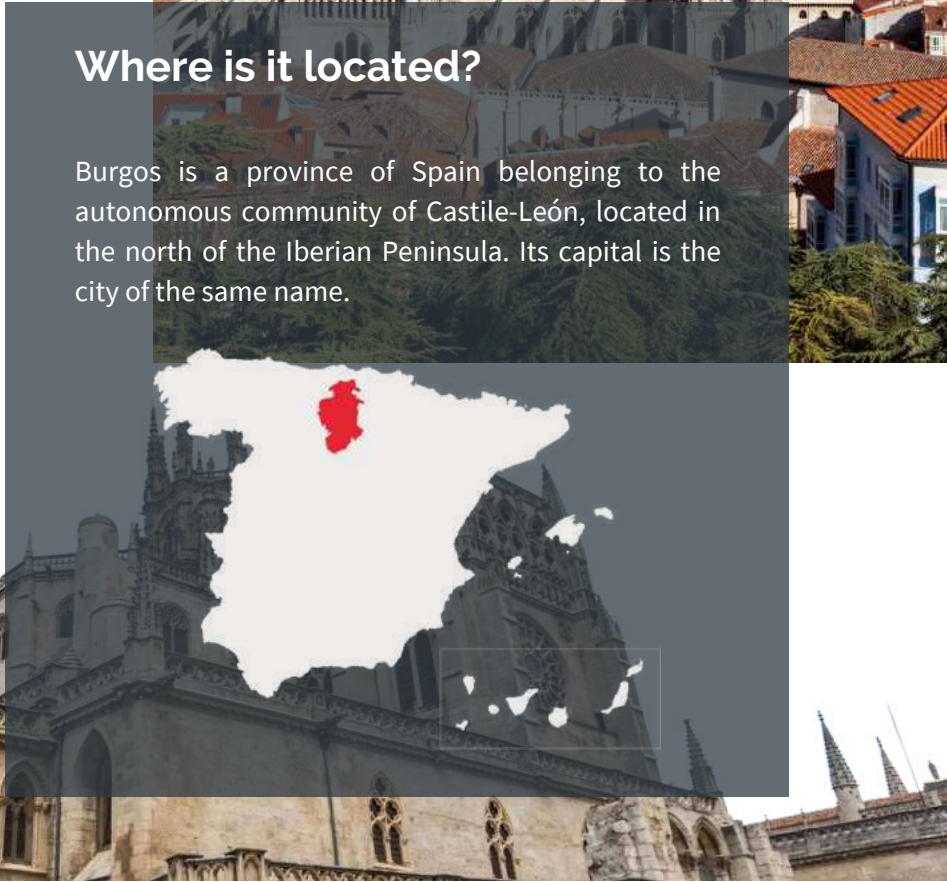 Where is it located?
Burgos is a province of Spain belonging to the
autonomous community of Castile-León, located in
the north of the Iberian Peninsula. Its capital is the
city of the same name.